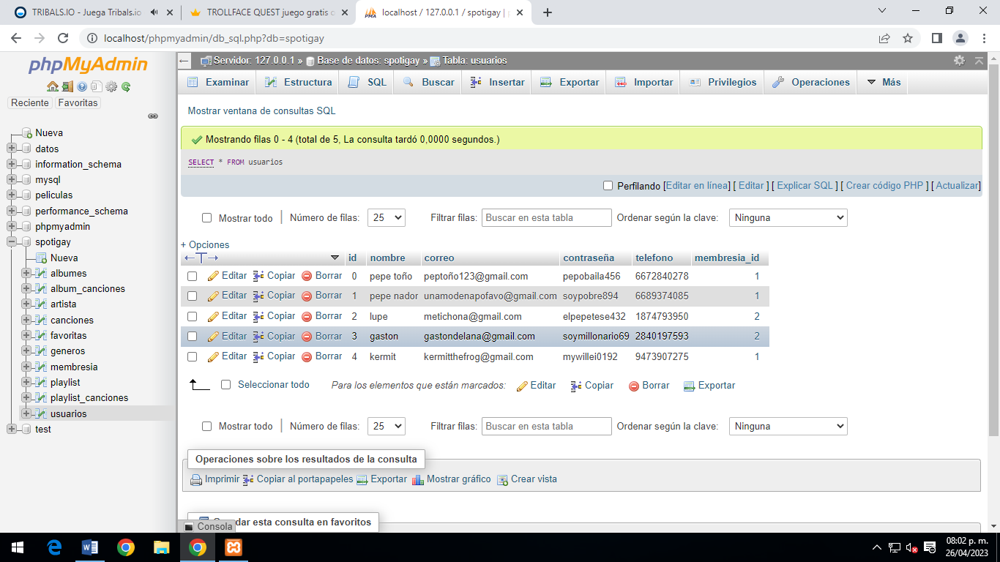 TRIBALS.IO - Juega Tribals.io
TROLLFACE QUEST juego gratis
localhost / 127.0.0.1 / spotigay |
localhost/phpmyadmin/db_sql.php?db=spotigay
phpMyAdmin
Reciente Favoritas
Nueva
datos
information_schema
mysql
peliculas
performance_schema
phpmyadmin
spotigay
Nueva
albumes
album_canciones
artista
canciones
favoritas
generos
membresia
playlist
playlist_canciones
usuarios
test
Servidor: 127.0.0.1 » Base de datos: spotigay » Tabla: usuarios
Examinar Estructura SQL Buscar Insertar Exportar Importar Privilegios Operaciones Más
Mostrar ventana de consultas SQL
Mostrando filas 0 - 4 (total de 5, La consulta tardó 0,0000 segundos.)
SELECT * FROM usuarios
Perfilando [Editar en línea] [ Editar ] [ Explicar SQL ] [ Crear código PHP ] [ Actualizar]
Mostrar todo | Número de filas: 25 Filtrar filas: Buscar en esta tabla Ordenar según la clave: Ninguna
+ Opciones
id nombre correo contraseña telefono membresia_id
Editar Copiar Borrar 0 pepe toño peptoño123@gmail.com pepobaila456 6672840278 1
Editar Copiar Borrar 1 pepe nador unamodenapofavo@gmail.com soypobre894 6689374085 1
Editar Copiar Borrar 2 lupe metichona@gmail.com elpepetese432 1874793950 2
Editar Copiar Borrar 3 gaston gastondelana@gmail.com soymillonario69 2840197593 2
Editar Copiar Borrar 4 kermit kermitthefrog@gmail.com mywillei0192 9473907275 1
Seleccionar todo Para los elementos que están marcados: Editar Copiar Borrar Exportar
Mostrar todo | Número de filas: 25 Filtrar filas: Buscar en esta tabla Ordenar según la clave: Ninguna
Operaciones sobre los resultados de la consulta
Imprimir Copiar al portapapeles Exportar Mostrar gráfico Crear vista
esta consulta en favoritos
Consola
08:02 p. m.
26/04/2023